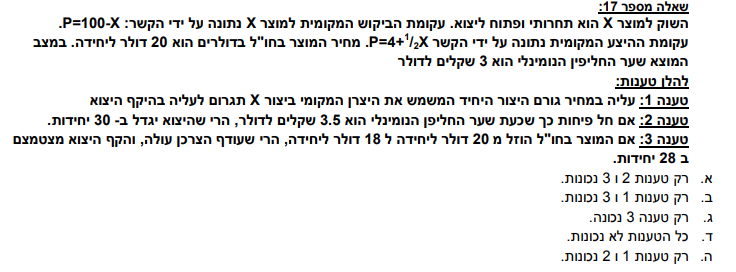 שאלה מספר 17:
השוק למוצר X הוא תחרותי ופתוח ליצוא. עקומת הביקוש המקומית למוצר X נתונה על ידי הקשר: P=100-X.
עקומת ההיצע המקומית נתונה על ידי הקשר P=4+1/2X. מחיר המוצר בחו"ל בדולרים הוא 20 דולר ליחידה. במצב
המוצא שער החליפין הנומינלי הוא 3 שקלים לדולר
להלן טענות:
טענה 1: עליה במחיר גורם היצור היחיד המשמש את היצרן המקומי ביצור X תגרום לעליה בהיקף היצוא
טענה 2: אם חל פיחות כך שכעת שער החליפן הנומינלי הוא 3.5 שקלים לדולר, הרי שהיצוא יגדל ב- 30 יחידות.
טענה 3: אם המוצר בחו"ל הוזל מ 20 דולר ליחידה ל 18 דולר ליחידה, הרי שעודף הצרכן עולה, והקף היצוא מצטמצם
ב 28 יחידות.
א. רק טענות 2 ו 3 נכונות.
ב. רק טענות 1 ו 3 נכונות.
ג. רק טענה 3 נכונה.
ד. כל הטענות לא נכונות.
ה. רק טענות 1 ו 2 נכונות.